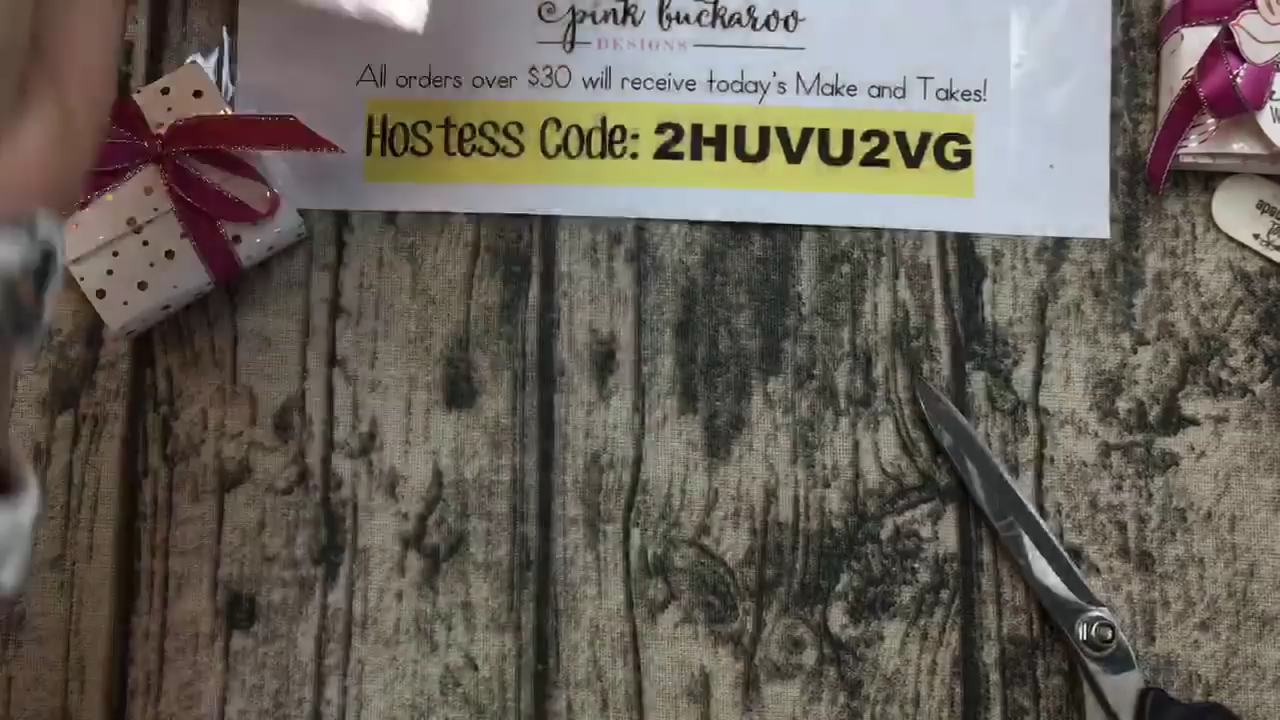 pink buckaroo
DESIGNS
All orders over $30 will receive today's Make and Takes!
Hostess Code: 2HUVU2VG